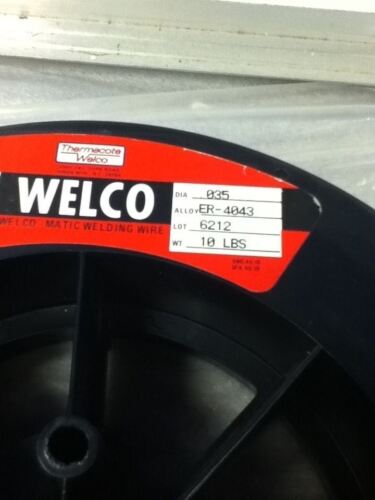 Thermacote
Welco
WELCO
WELCO-MATIC WELDING WIRE
DIA .035
ALLOY ER-4043
LOT 6212
WT 10 LBS